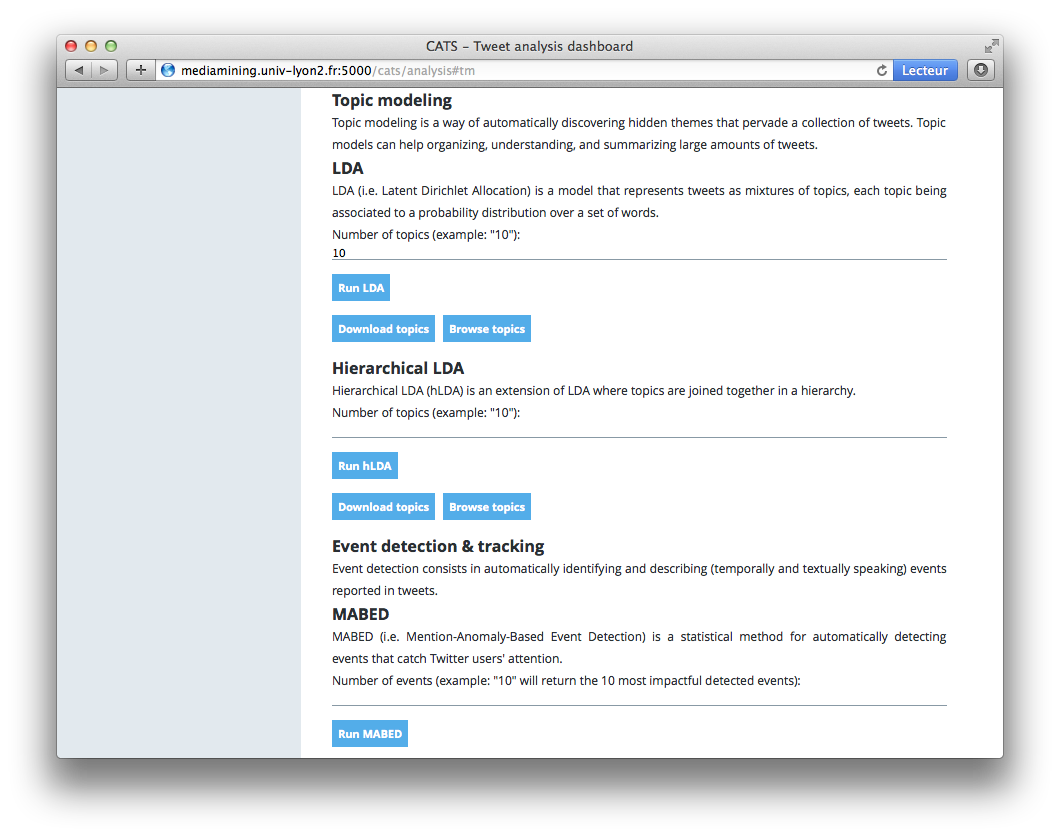 CATS – Tweet analysis dashboard
mediamining.univ-lyon2.fr:5000/cats/analysis#tm
Lecteur
Topic modeling
Topic modeling is a way of automatically discovering hidden themes that pervade a collection of tweets. Topic
models can help organizing, understanding, and summarizing large amounts of tweets.
LDA
LDA (i.e. Latent Dirichlet Allocation) is a model that represents tweets as mixtures of topics, each topic being
associated to a probability distribution over a set of words.
Number of topics (example: "10"):
10
Run LDA
Download topics Browse topics
Hierarchical LDA
Hierarchical LDA (hLDA) is an extension of LDA where topics are joined together in a hierarchy.
Number of topics (example: "10"):
Run hLDA
Download topics Browse topics
Event detection & tracking
Event detection consists in automatically identifying and describing (temporally and textually speaking) events
reported in tweets.
MABED
MABED (i.e. Mention-Anomaly-Based Event Detection) is a statistical method for automatically detecting
events that catch Twitter users' attention.
Number of events (example: "10" will return the 10 most impactful detected events):
Run MABED